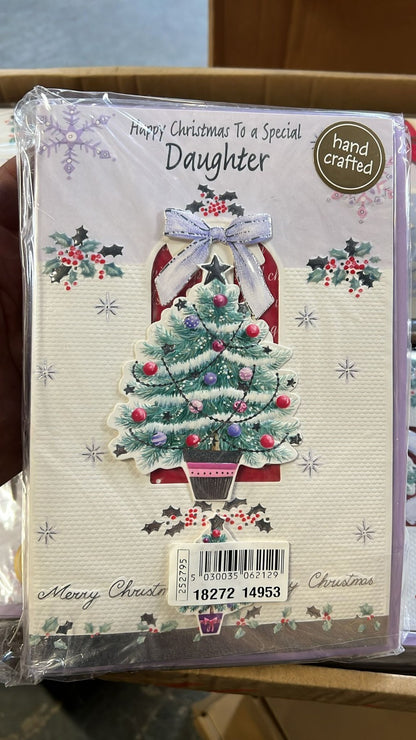 Happy Christmas To a Special
Daughter
hand
crafted
252795
5 030035 062129
18272 14953
Merry Christm
Christmas